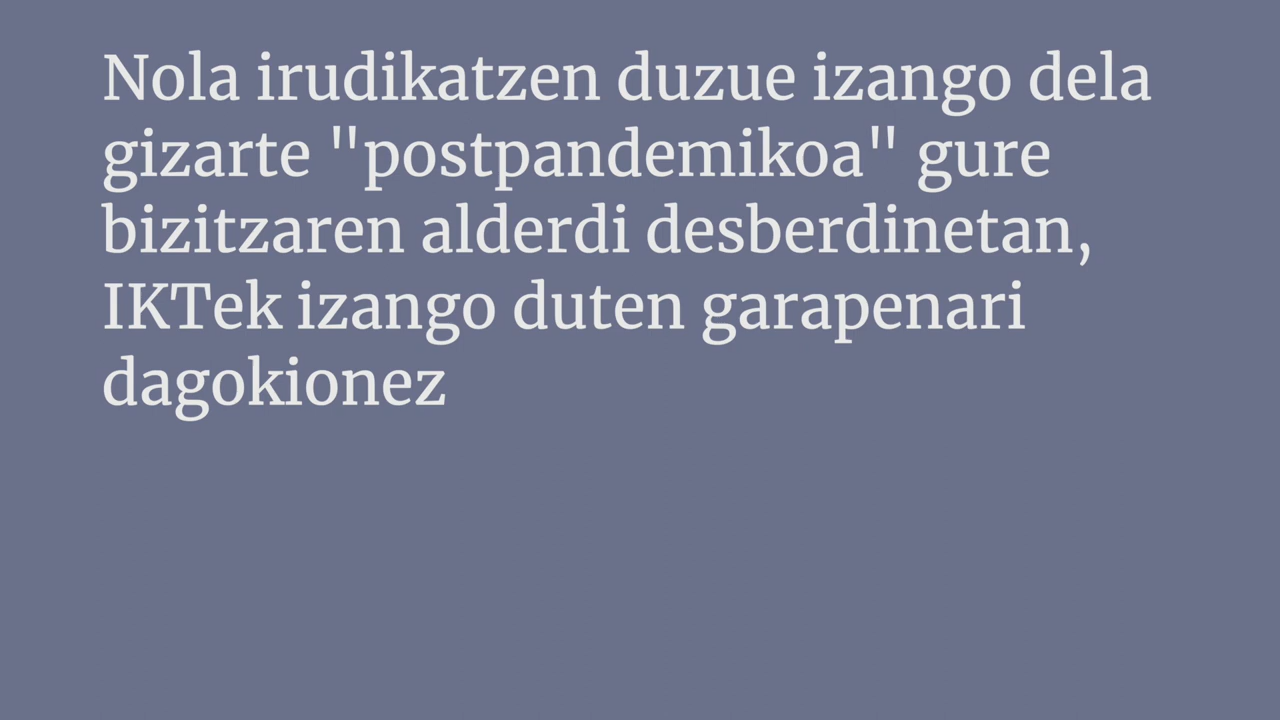 Nola irudikatzen duzue izango dela
gizarte "postpandemikoa" gure
bizitzaren alderdi desberdinetan,
IKTek izango duten garapenari
dagokionez